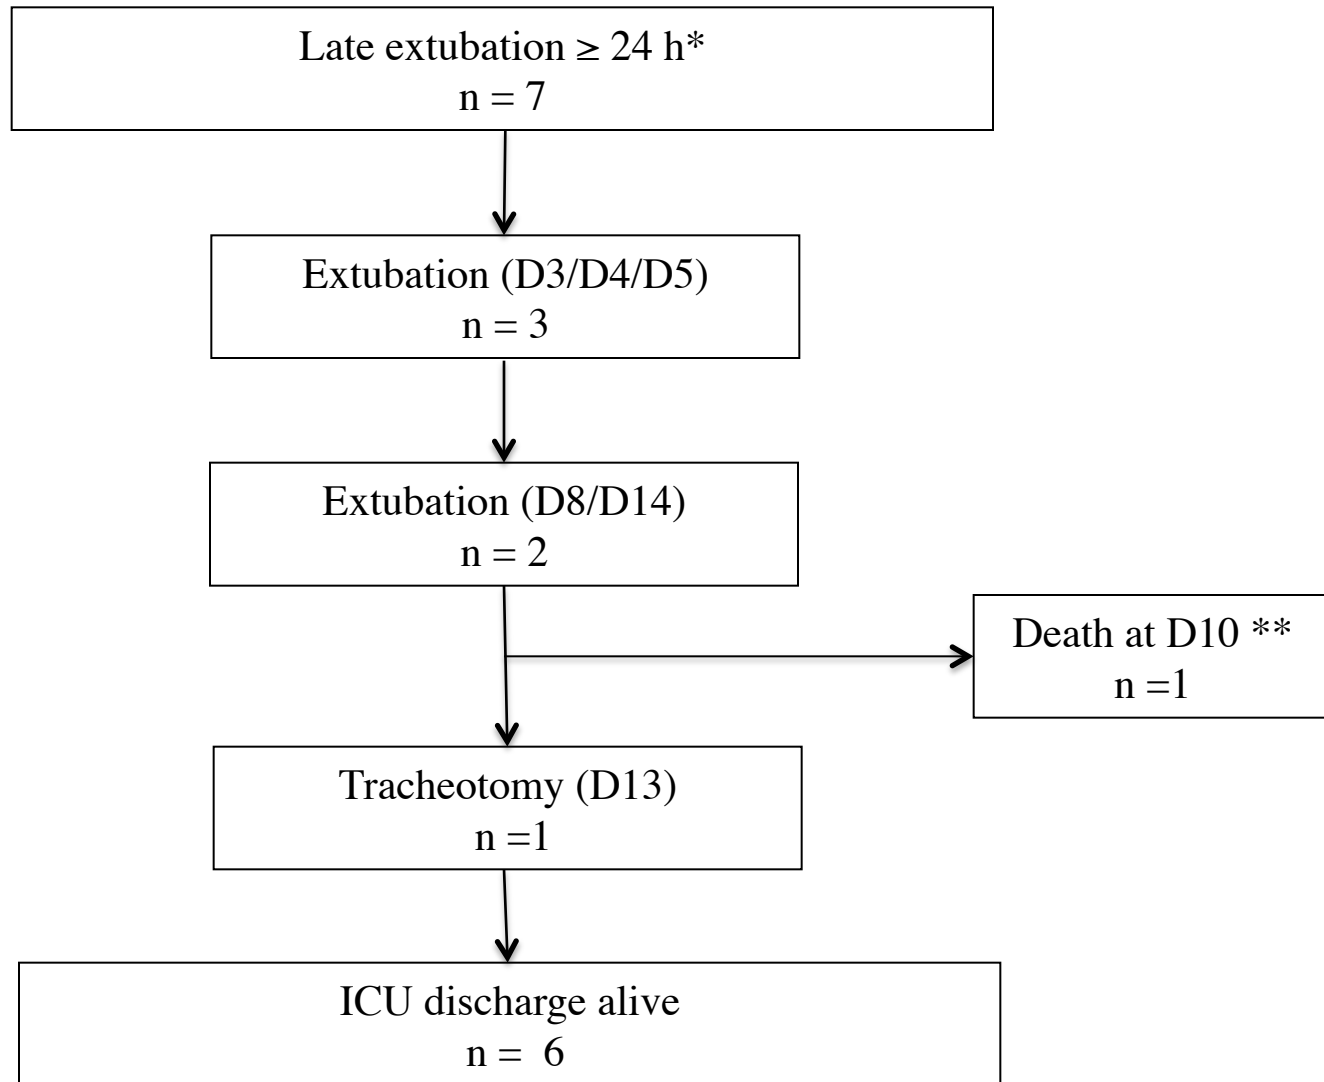 Late extubation ≥ 24 h*
n = 7
Extubation (D3/D4/D5)
n = 3
Extubation (D8/D14)
n = 2
Death at D10 **
n =1
Tracheotomy (D13)
n =1
ICU discharge alive
n =  6